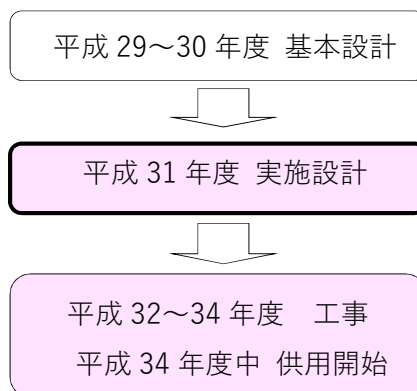 平成 29～30 年度 基本設計
平成 31 年度 実施設計
平成 32～34 年度　工事
平成 34 年度中 供用開始